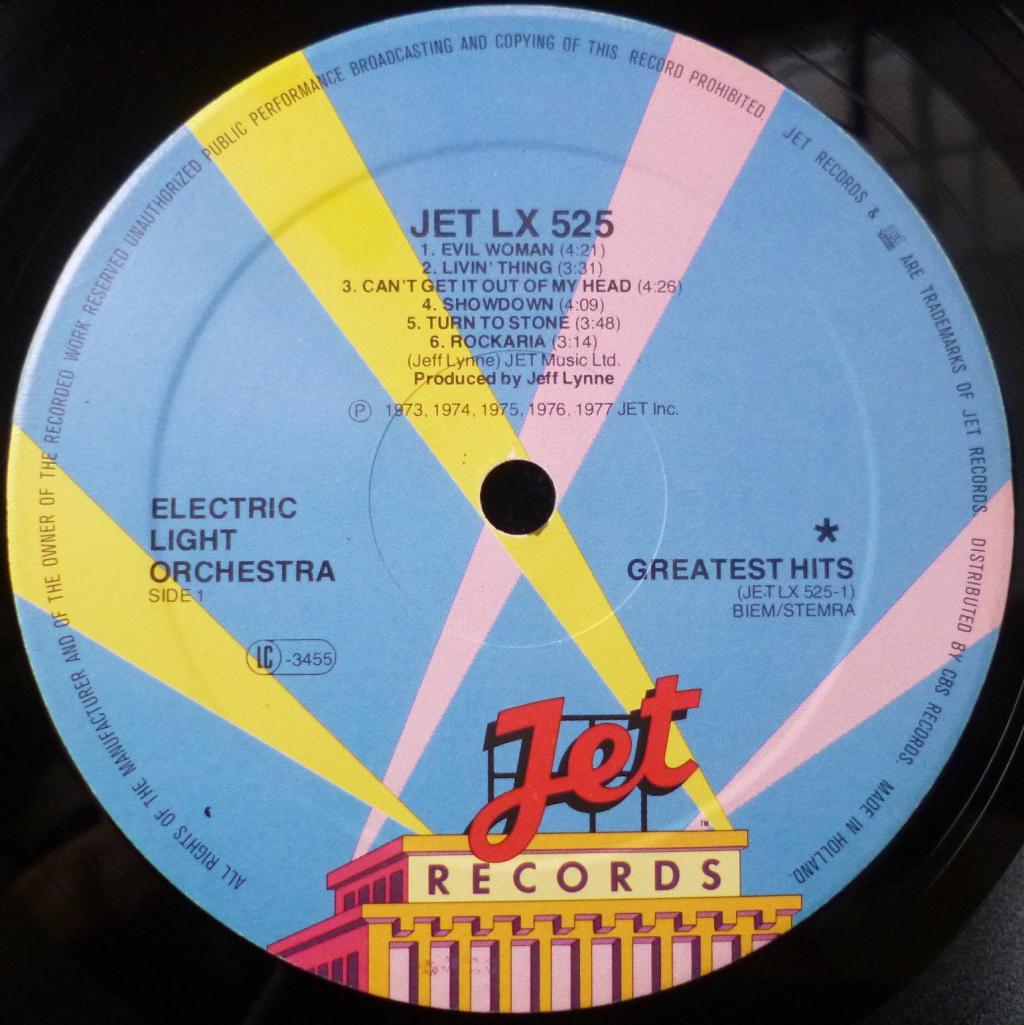 ALL RIGHTS OF THE MANUFACTURER AND OF THE OWNER OF THE RECORDED WORK RESERVED UNAUTHORIZED PUBLIC PERFORMANCE BROADCASTING AND COPYING OF THIS RECORD PROHIBITED. JET RECORDS & ARE TRADEMARKS OF JET RECORDS. DISTRIBUTED BY CBS RECORDS. MADE IN HOLLAND.
JET LX 525
1. EVIL WOMAN (4:21)
2. LIVIN' THING (3:31)
3. CAN'T GET IT OUT OF MY HEAD (4:26)
4. SHOWDOWN (4:09)
5. TURN TO STONE (3:48)
6. ROCKARIA (3:14)
(Jeff Lynne) JET Music Ltd.
Produced by Jeff Lynne
Ⓟ 1973, 1974, 1975, 1976, 1977 JET Inc.
ELECTRIC
LIGHT
ORCHESTRA
SIDE 1
LC -3455
*
GREATEST HITS
(JET LX 525-1)
BIEM/STEMRA
Jet
TM
RECORDS